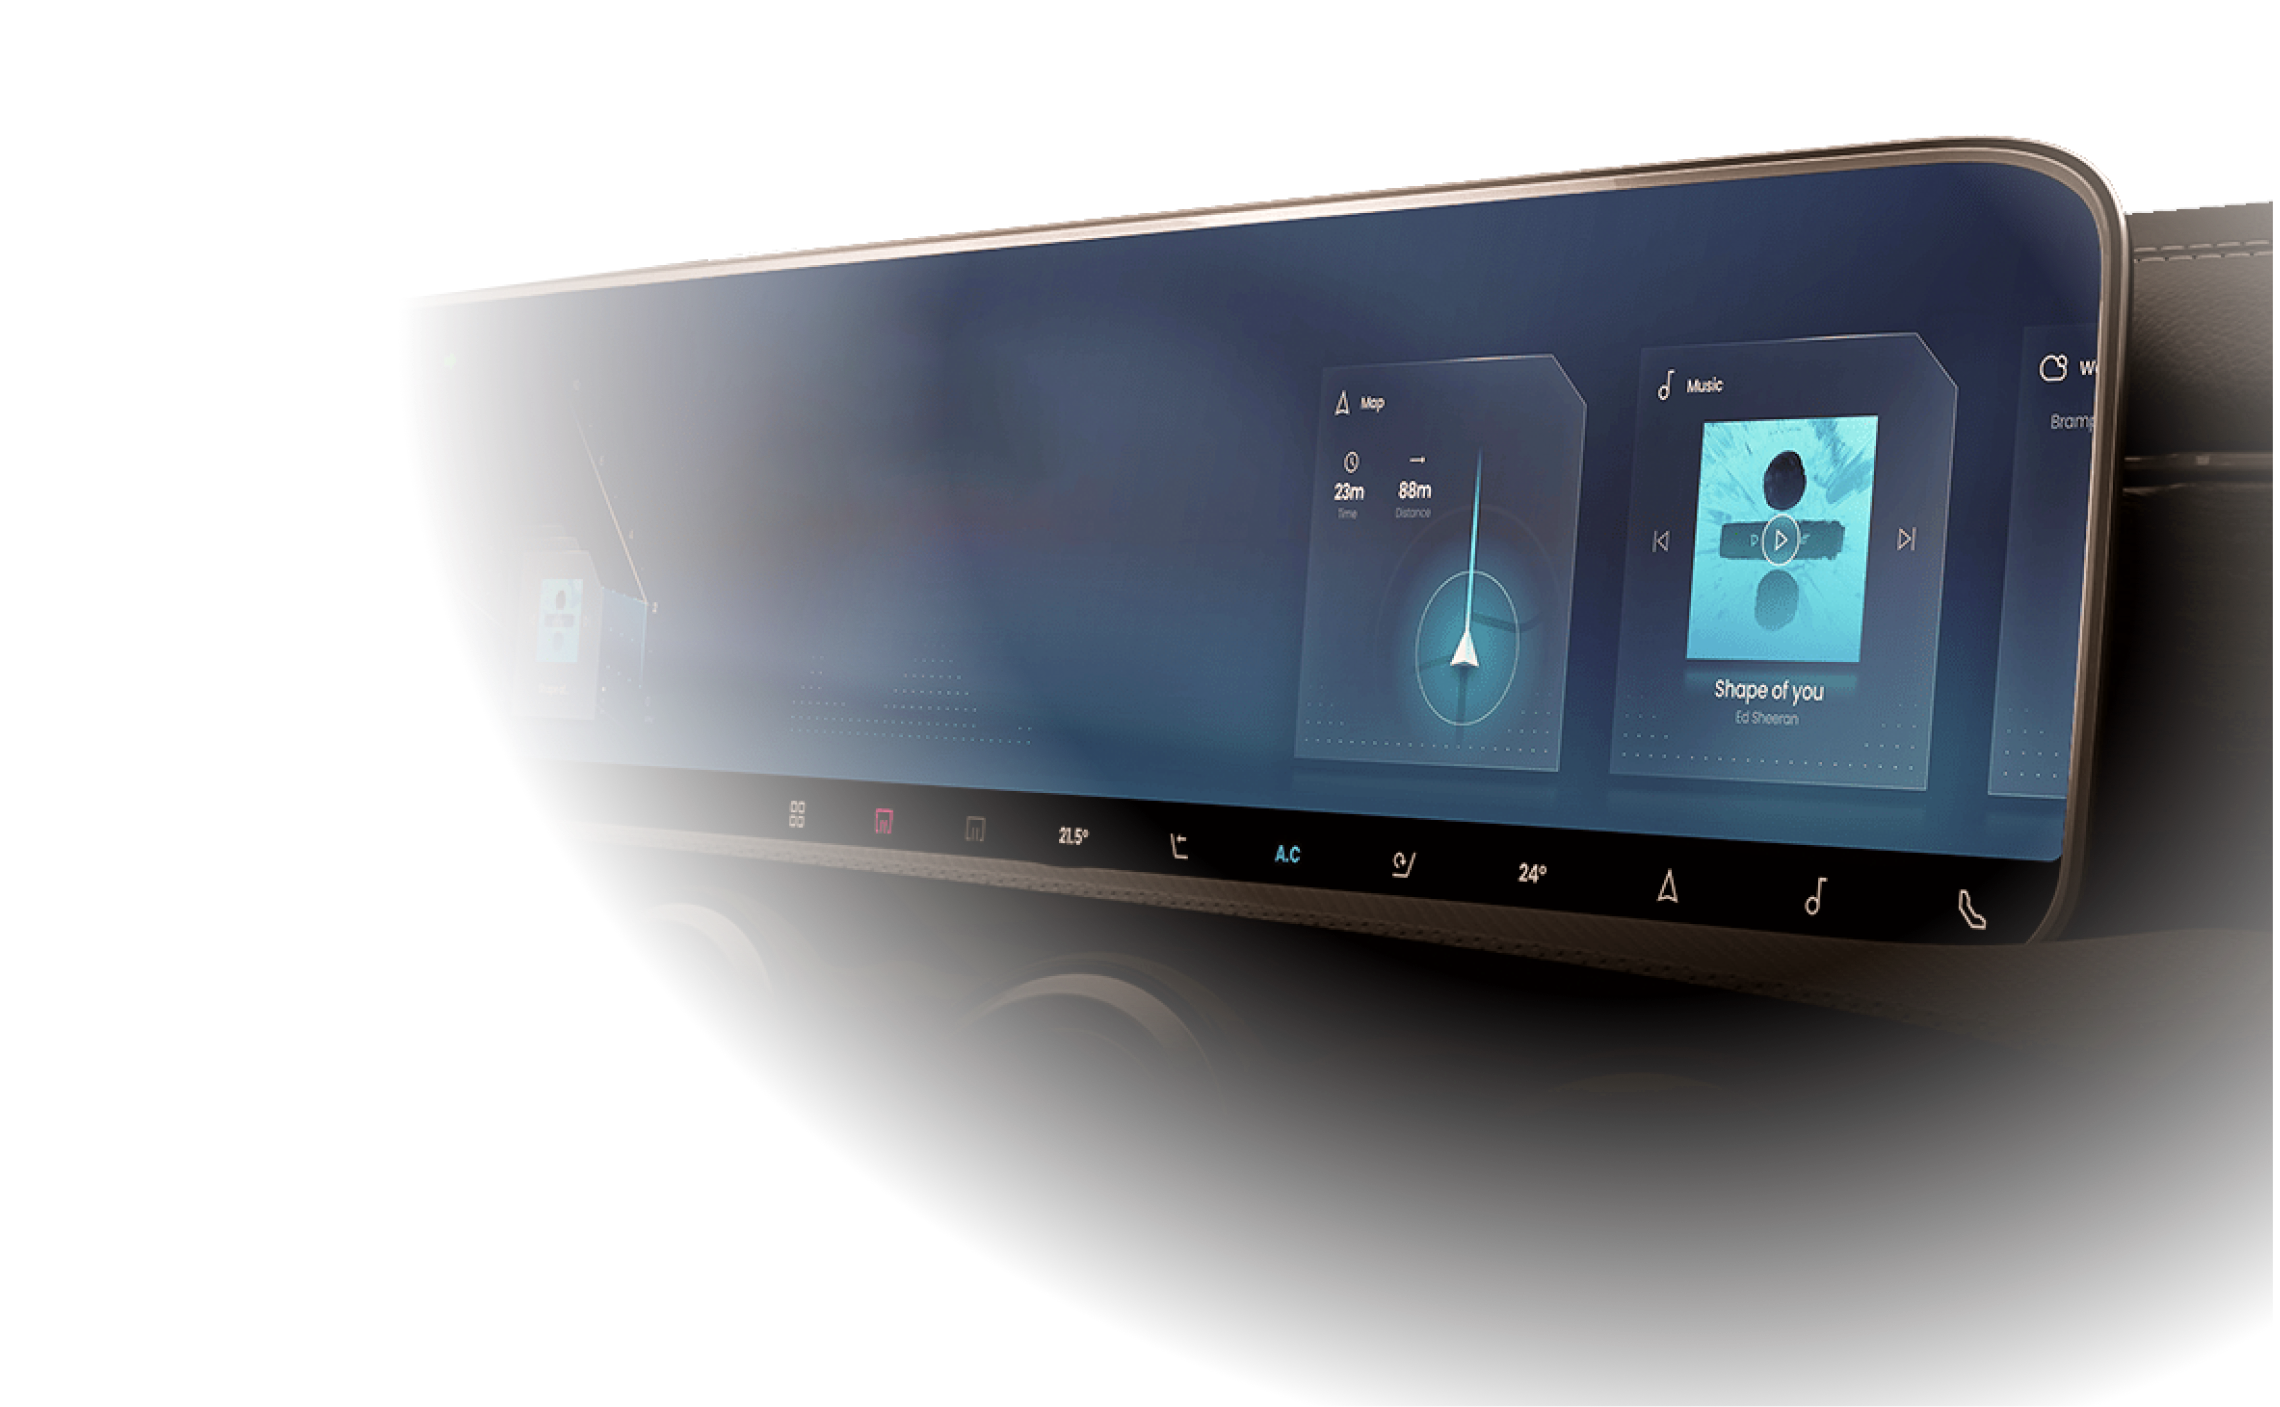 Map
23m
Time
88m
Distance
Music
Shape of you
Ed Sheeran
21.5°
A.C
24°